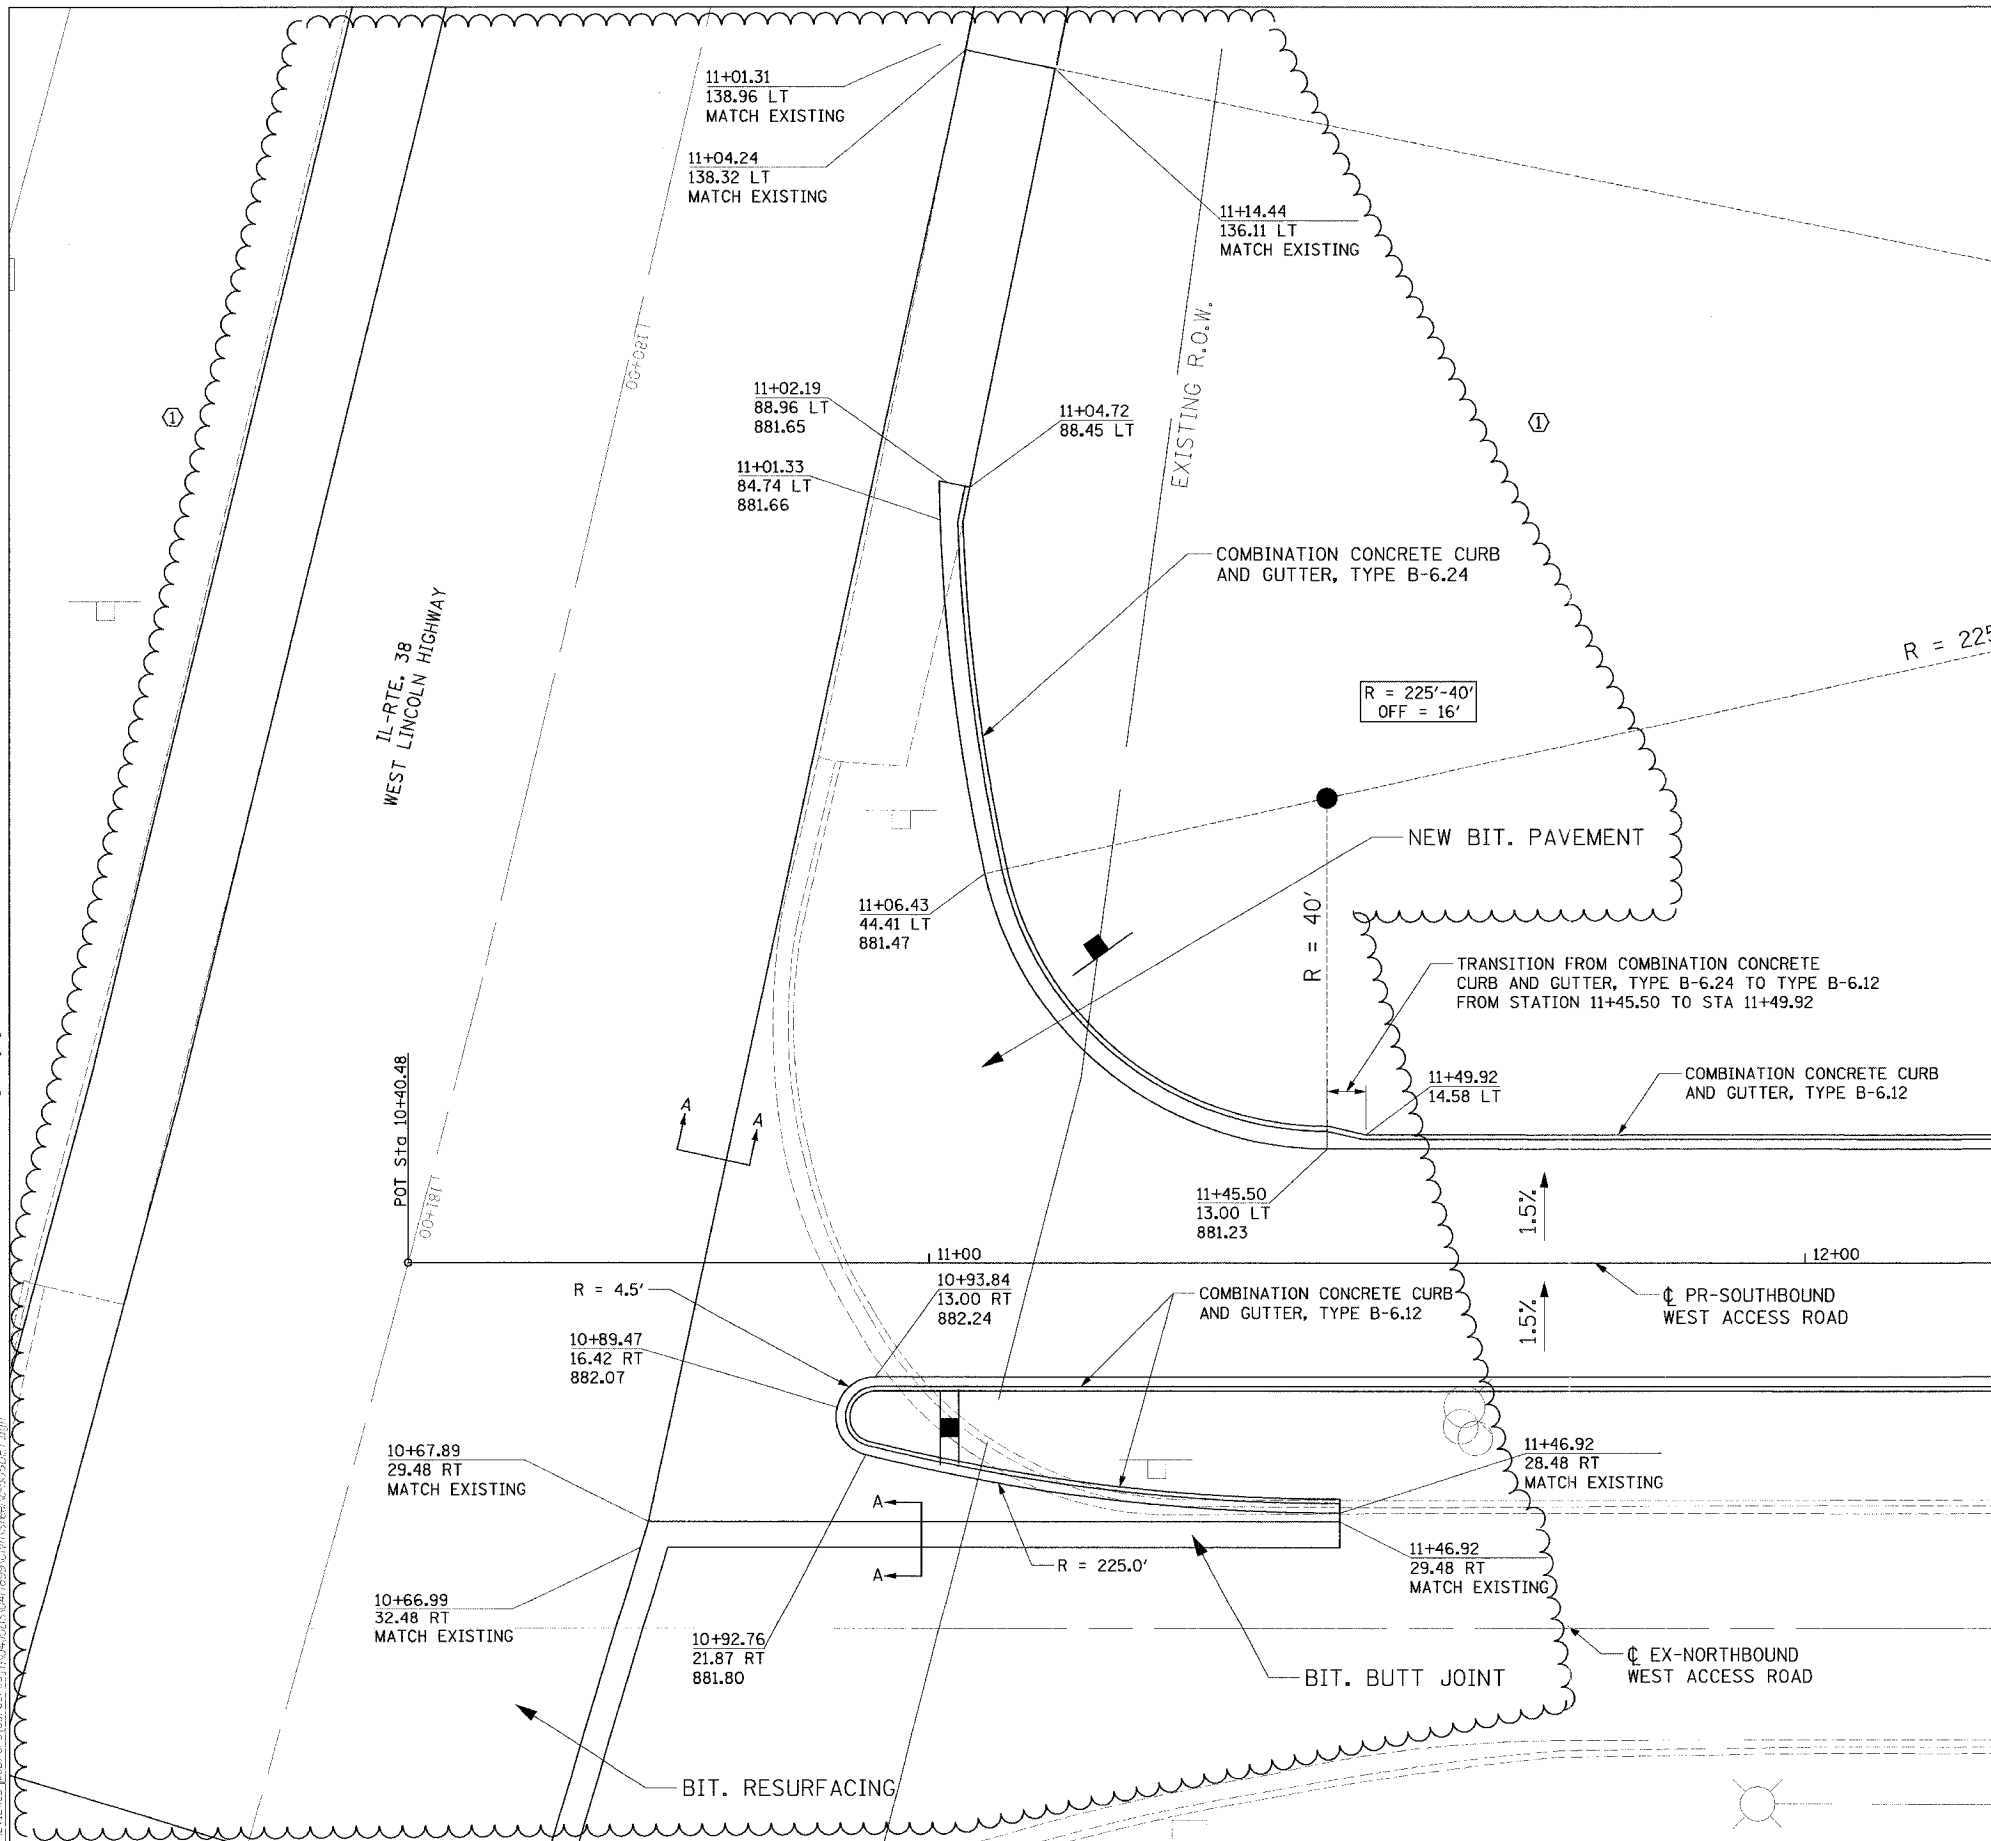 11+01.31
138.96 LT
MATCH EXISTING
11+04.24
138.32 LT
MATCH EXISTING
11+14.44
136.11 LT
MATCH EXISTING
1180+00
EXISTING R.O.W.
1
11+02.19
88.96 LT
881.65
11+04.72
88.45 LT
1
11+01.33
84.74 LT
881.66
COMBINATION CONCRETE CURB
AND GUTTER, TYPE B-6.24
IL-RTE. 38
WEST LINCOLN HIGHWAY
R = 225
R = 225'-40'
OFF = 16'
NEW BIT. PAVEMENT
11+06.43
44.41 LT
881.47
R = 40'
TRANSITION FROM COMBINATION CONCRETE
CURB AND GUTTER, TYPE B-6.24 TO TYPE B-6.12
FROM STATION 11+45.50 TO STA 11+49.92
POT Sta 10+40.48
A
A
11+49.92
14.58 LT
COMBINATION CONCRETE CURB
AND GUTTER, TYPE B-6.12
1181+00
11+45.50
13.00 LT
881.23
1.5%
11+00
12+00
R = 4.5'
10+93.84
13.00 RT
882.24
COMBINATION CONCRETE CURB
AND GUTTER, TYPE B-6.12
1.5%
℄ PR-SOUTHBOUND
WEST ACCESS ROAD
10+89.47
16.42 RT
882.07
10+67.89
29.48 RT
MATCH EXISTING
11+46.92
28.48 RT
MATCH EXISTING
A
A
R = 225.0'
11+46.92
29.48 RT
MATCH EXISTING
10+66.99
32.48 RT
MATCH EXISTING
10+92.76
21.87 RT
881.80
BIT. BUTT JOINT
℄ EX-NORTHBOUND
WEST ACCESS ROAD
BIT. RESURFACING